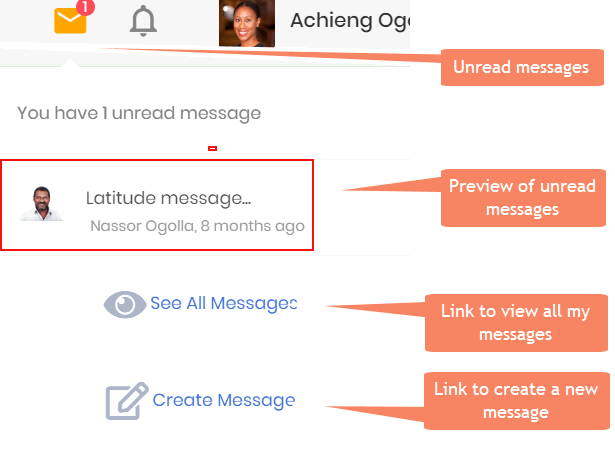 1
Achieng Ogo
Unread messages
You have 1 unread message
Latitude message...
Nassor Ogolla, 8 months ago
Preview of unread
messages
See All Messages
Link to view all my
messages
Create Message
Link to create a new
message